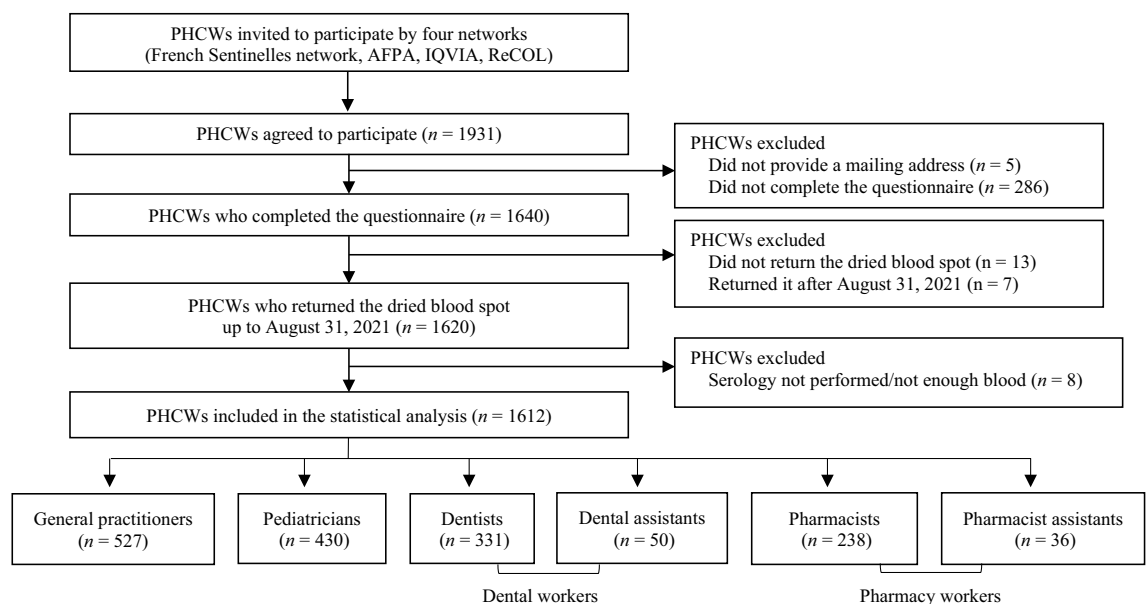 PHCWs invited to participate by four networks
(French Sentinelles network, AFPA, IQVIA, ReCOL)
PHCWs agreed to participate (n = 1931)
PHCWs excluded
Did not provide a mailing address (n = 5)
Did not complete the questionnaire (n = 286)
PHCWs who completed the questionnaire (n = 1640)
PHCWs excluded
Did not return the dried blood spot (n = 13)
Returned it after August 31, 2021 (n = 7)
PHCWs who returned the dried blood spot
up to August 31, 2021 (n = 1620)
PHCWs excluded
Serology not performed/not enough blood (n = 8)
PHCWs included in the statistical analysis (n = 1612)
General practitioners
(n = 527)
Pediatricians
(n = 430)
Dentists
(n = 331)
Dental assistants
(n = 50)
Pharmacists
(n = 238)
Pharmacist assistants
(n = 36)
Dental workers
Pharmacy workers